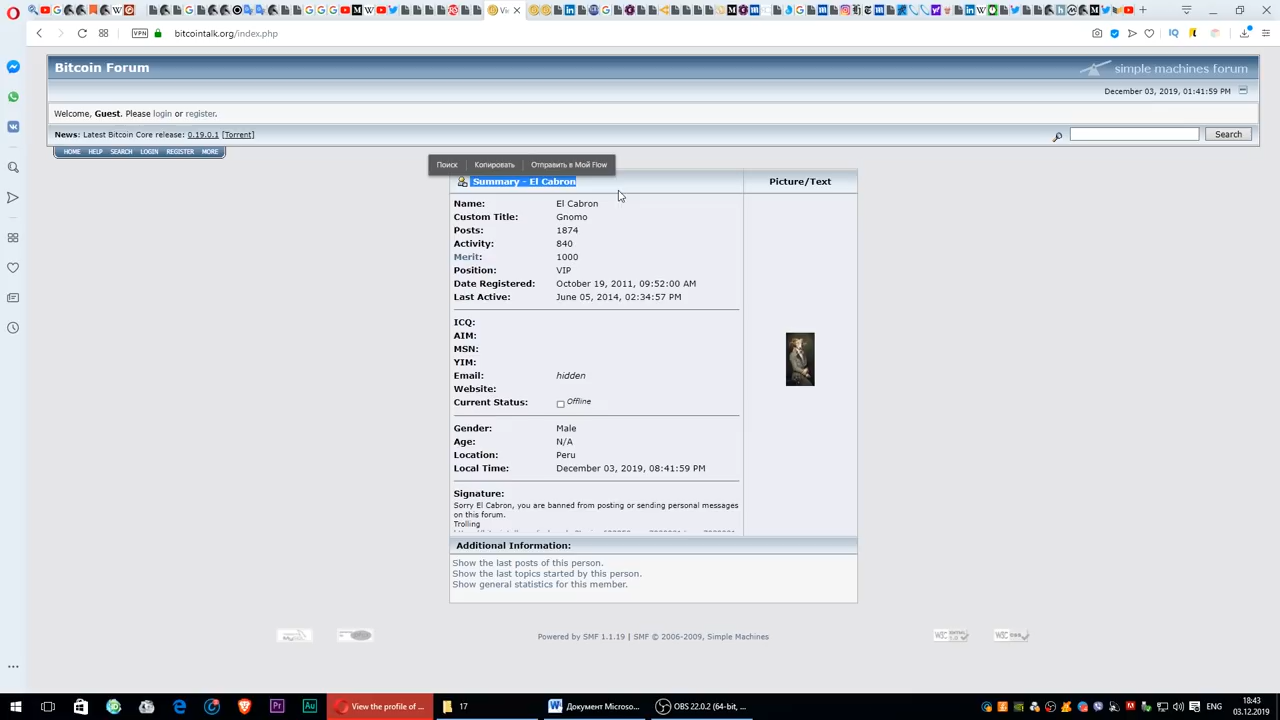 Vi
VPN
bitcointalk.org/index.php
IQ
Bitcoin Forum
simple machines forum
December 03, 2019, 01:41:59 PM
Welcome, Guest. Please login or register.
News: Latest Bitcoin Core release: 0.19.0.1 [Torrent]
Search
HOME HELP SEARCH LOGIN REGISTER MORE
Поиск Копировать Отправить в Мой Flow
Summary - El Cabron
Picture/Text
Name: El Cabron
Custom Title: Gnomo
Posts: 1874
Activity: 840
Merit: 1000
Position: VIP
Date Registered: October 19, 2011, 09:52:00 AM
Last Active: June 05, 2014, 02:34:57 PM
ICQ:
AIM:
MSN:
YIM:
Email: hidden
Website:
Current Status: Offline
Gender: Male
Age: N/A
Location: Peru
Local Time: December 03, 2019, 08:41:59 PM
Signature:
Sorry El Cabron, you are banned from posting or sending personal messages
on this forum.
Trolling
Additional Information:
Show the last posts of this person.
Show the last topics started by this person.
Show general statistics for this member.
Powered by SMF 1.1.19 | SMF © 2006-2009, Simple Machines
View the profile of ...
17
Документ Microso...
OBS 22.0.2 (64-bit, ...
ENG
18:43
03.12.2019